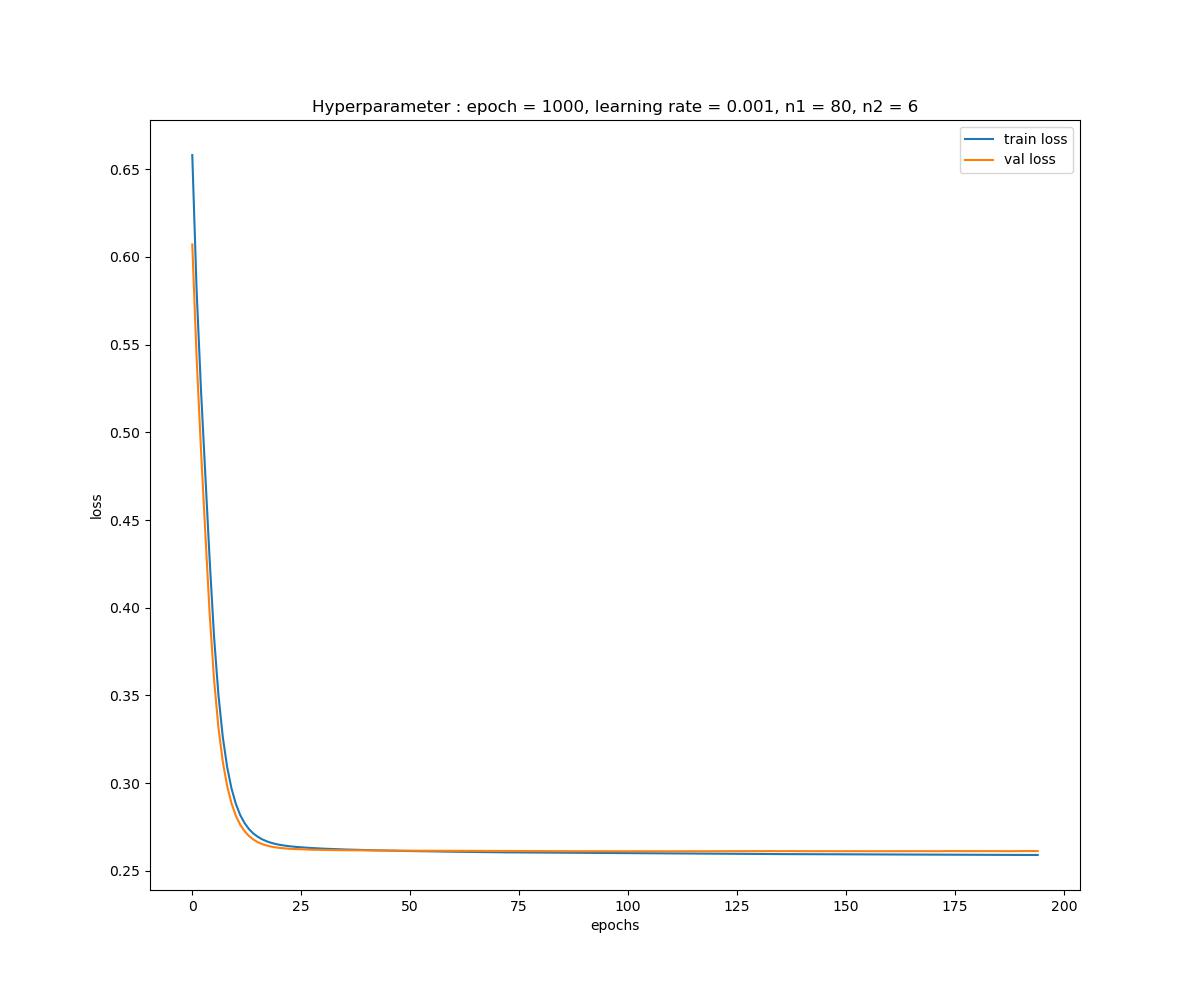 Hyperparameter : epoch = 1000, learning rate = 0.001, n1 = 80, n2 = 6
train loss
val loss
0.65
0.60
0.55
0.50
0.45
0.40
0.35
0.30
0.25
loss
0 25 50 75 100 125 150 175 200
epochs